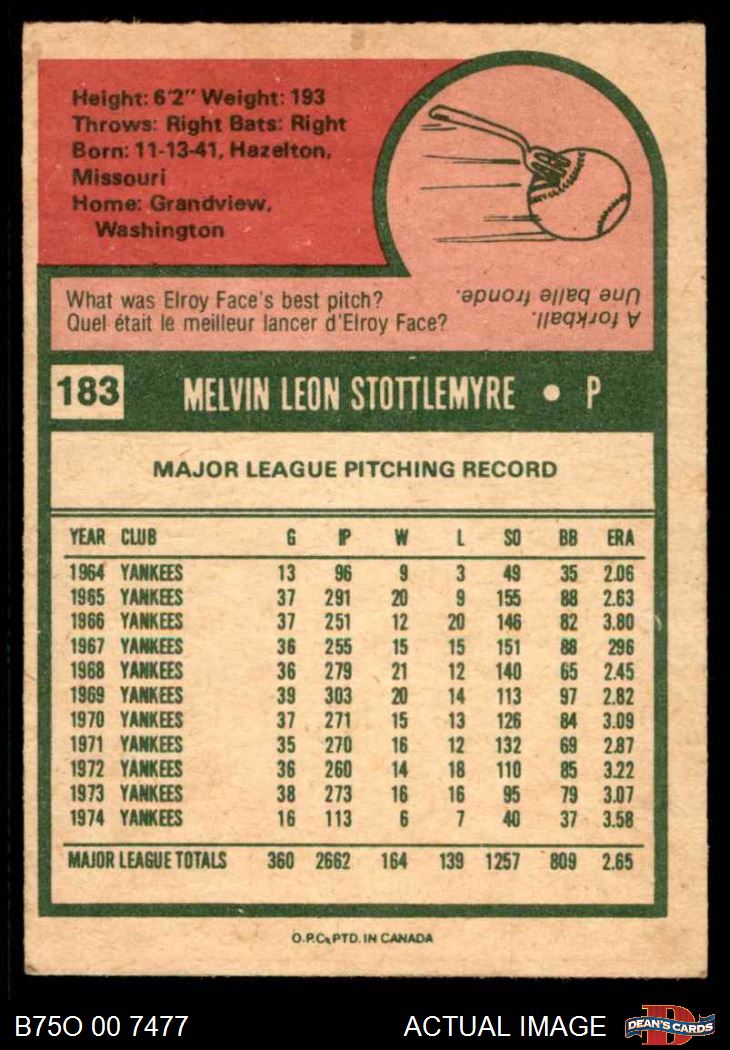 Height: 6'2" Weight: 193
Throws: Right Bats: Right
Born: 11-13-41, Hazelton,
Missouri
Home: Grandview,
Washington
What was Elroy Face's best pitch?
Quel était le meilleur lancer d'Elroy Face?
A forkball.
Une balle fronde.
183 MELVIN LEON STOTTLEMYRE • P
MAJOR LEAGUE PITCHING RECORD
YEAR CLUB G IP W L SO BB ERA
1964 YANKEES 13 96 9 3 49 35 2.06
1965 YANKEES 37 291 20 9 155 88 2.63
1966 YANKEES 37 251 12 20 146 82 3.80
1967 YANKEES 36 255 15 15 151 88 296
1968 YANKEES 36 279 21 12 140 65 2.45
1969 YANKEES 39 303 20 14 113 97 2.82
1970 YANKEES 37 271 15 13 126 84 3.09
1971 YANKEES 35 270 16 12 132 69 2.87
1972 YANKEES 36 260 14 18 110 85 3.22
1973 YANKEES 38 273 16 16 95 79 3.07
1974 YANKEES 16 113 6 7 40 37 3.58
MAJOR LEAGUE TOTALS 360 2662 164 139 1257 809 2.65
O.P.C. PTD. IN CANADA
B75O 00 7477 ACTUAL IMAGE
D
DEAN'S CARDS